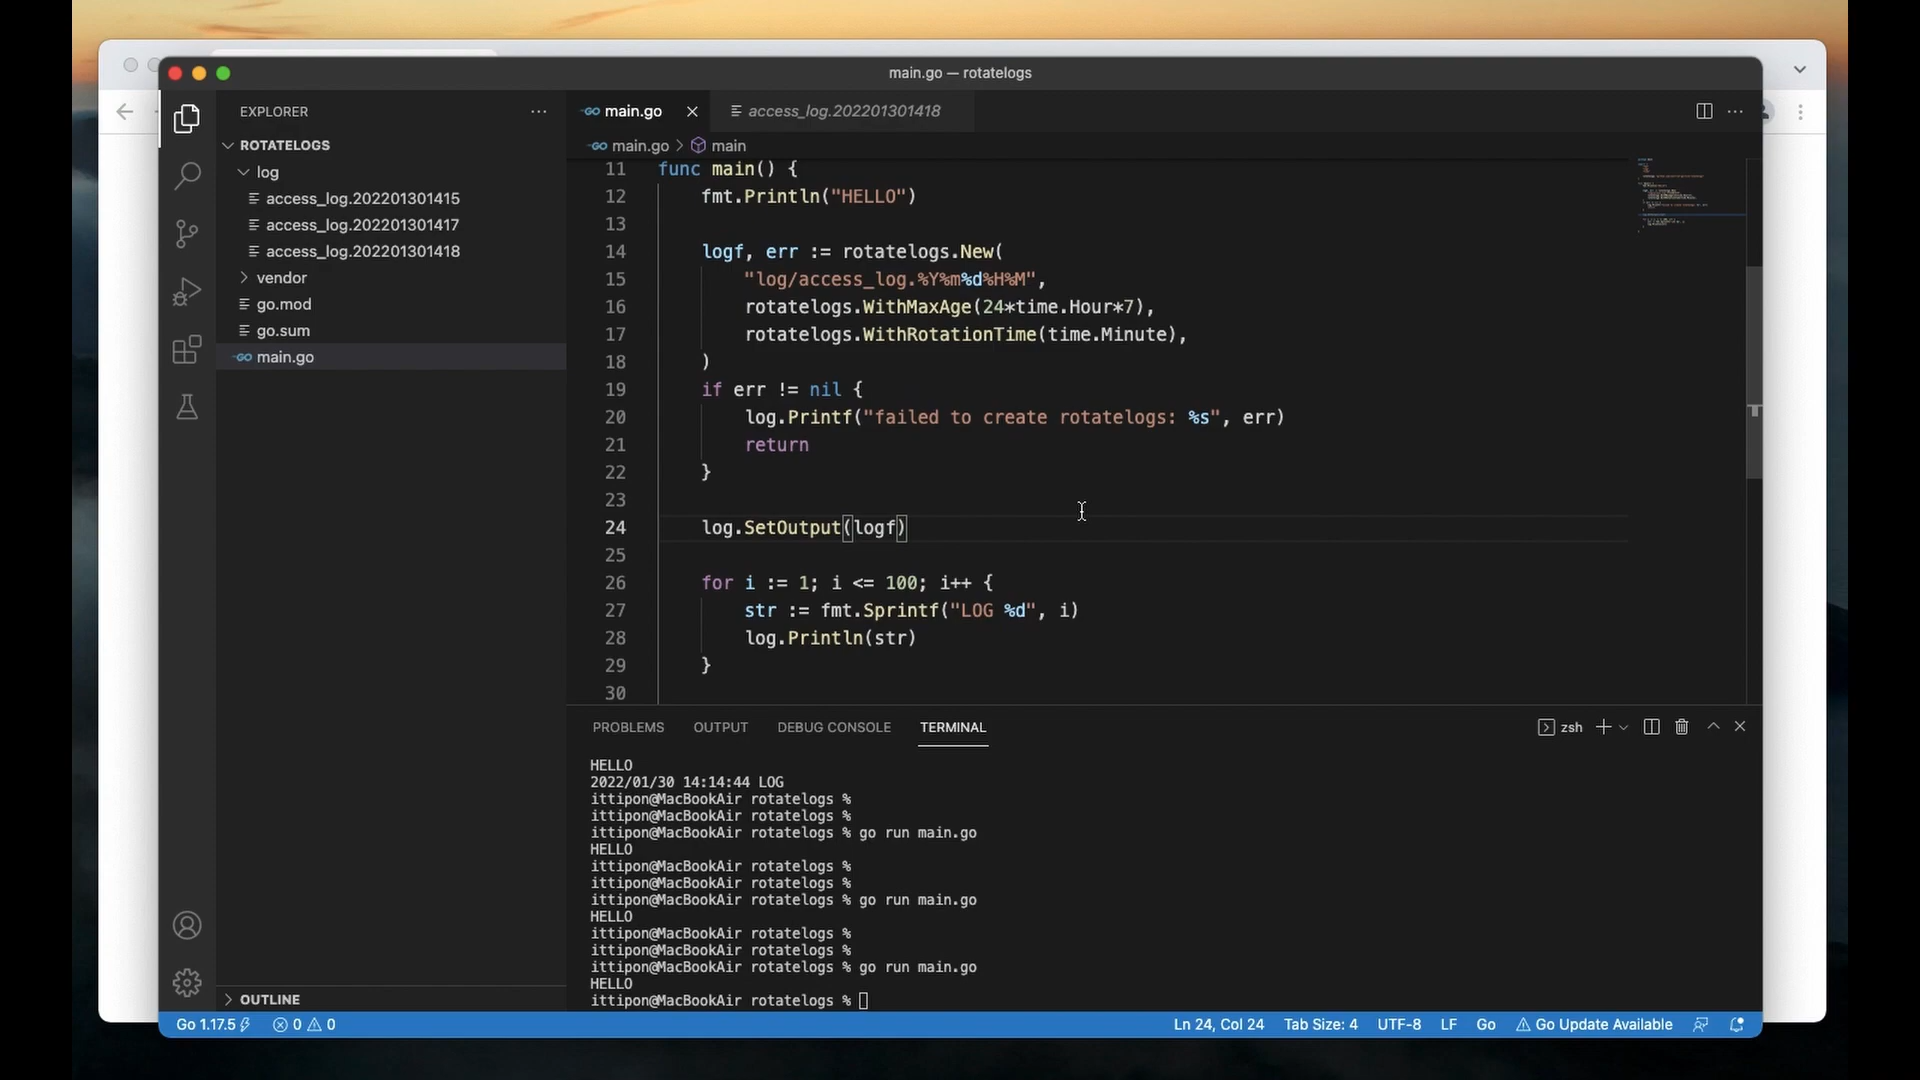 main.go — rotatelogs
EXPLORER
ROTATELOGS
log
access_log.202201301415
access_log.202201301417
access_log.202201301418
vendor
go.mod
go.sum
main.go
OUTLINE
main.go
access_log.202201301418
main.go > main
11 func main() {
12 fmt.Println("HELLO")
13
14 logf, err := rotatelogs.New(
15 "log/access_log.%Y%m%d%H%M",
16 rotatelogs.WithMaxAge(24*time.Hour*7),
17 rotatelogs.WithRotationTime(time.Minute),
18 )
19 if err != nil {
20 log.Printf("failed to create rotatelogs: %s", err)
21 return
22 }
23
24 log.SetOutput(logf)
25
26 for i := 1; i <= 100; i++ {
27 str := fmt.Sprintf("LOG %d", i)
28 log.Println(str)
29 }
30
PROBLEMS OUTPUT DEBUG CONSOLE TERMINAL
zsh
HELLO
2022/01/30 14:14:44 LOG
ittipon@MacBookAir rotatelogs %
ittipon@MacBookAir rotatelogs %
ittipon@MacBookAir rotatelogs % go run main.go
HELLO
ittipon@MacBookAir rotatelogs %
ittipon@MacBookAir rotatelogs %
ittipon@MacBookAir rotatelogs % go run main.go
HELLO
ittipon@MacBookAir rotatelogs %
ittipon@MacBookAir rotatelogs %
ittipon@MacBookAir rotatelogs % go run main.go
HELLO
ittipon@MacBookAir rotatelogs %
Go 1.17.5 0 0 Ln 24, Col 24 Tab Size: 4 UTF-8 LF Go Go Update Available